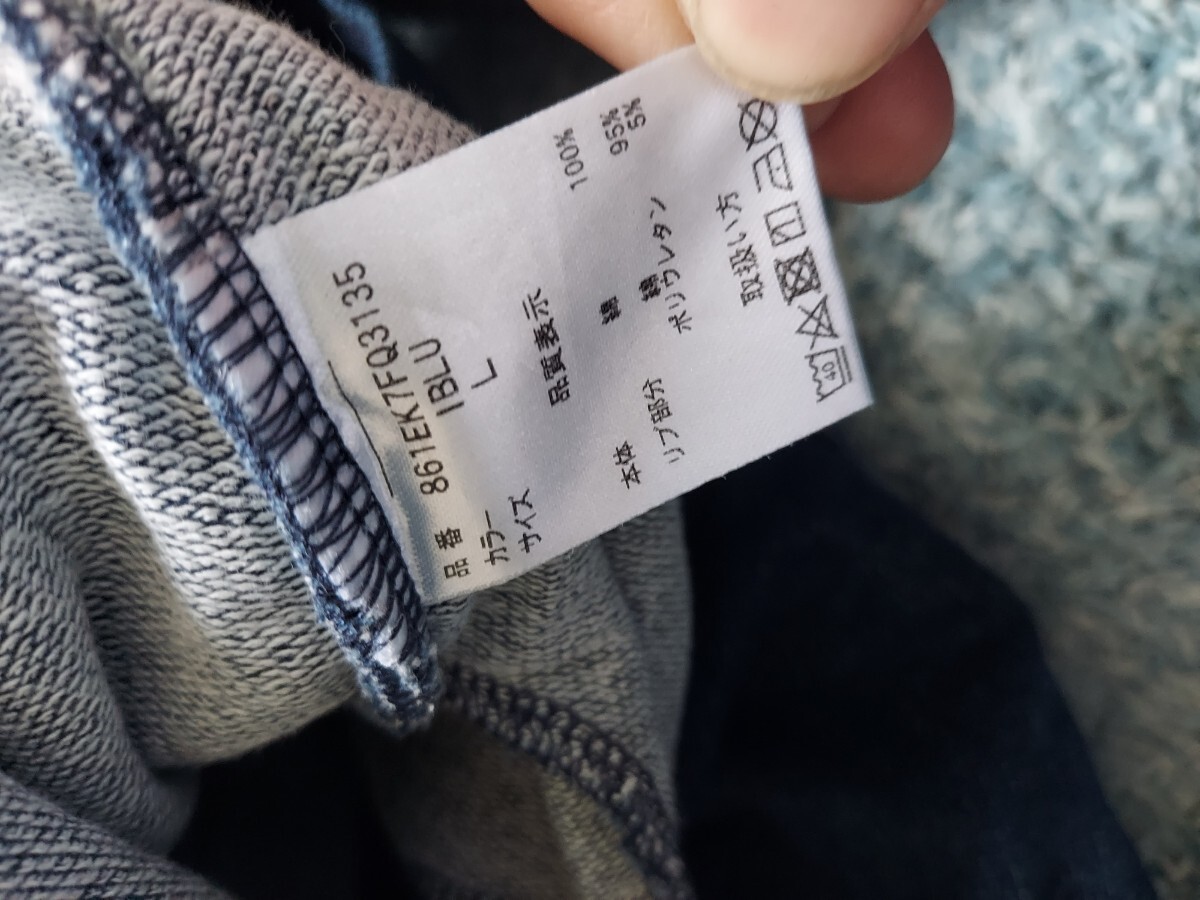 品番 861EK7FQ3135
カラー IBLU
サイズ L
品質表示
本体 綿 100%
リブ部分 綿 95%
ポリウレタン 5%
取扱い方
40